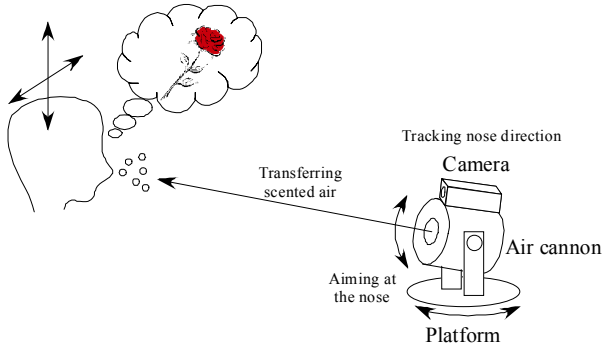 Tracking nose direction
Camera
Transferring
scented air
Air cannon
Aiming at
the nose
Platform